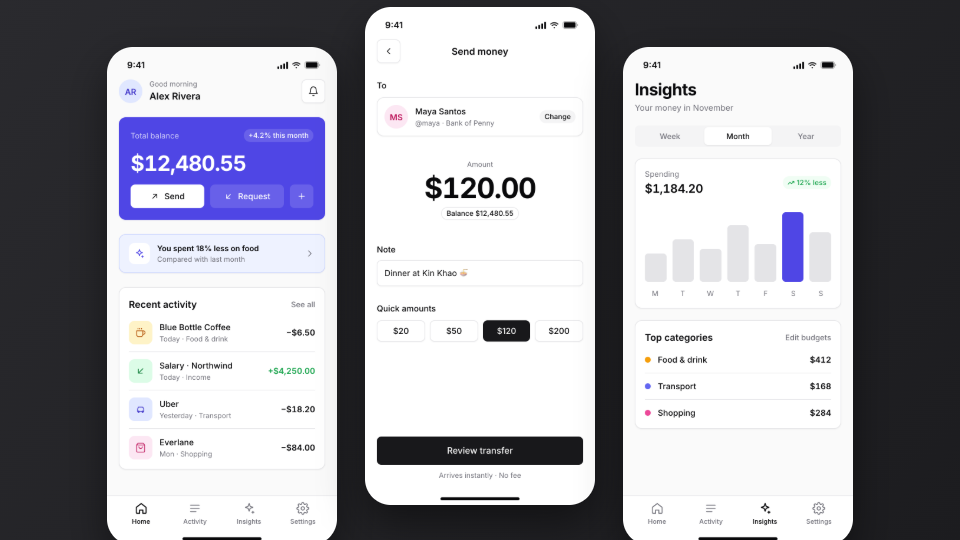 9:41
AR
Good morning
Alex Rivera
Total balance
+4.2% this month
$12,480.55
Send
Request
+
You spent 18% less on food
Compared with last month
Recent activity
See all
Blue Bottle Coffee
Today · Food & drink
−$6.50
Salary · Northwind
Today · Income
+$4,250.00
Uber
Yesterday · Transport
−$18.20
Everlane
Mon · Shopping
−$84.00
Home
Activity
Insights
Settings
9:41
Send money
To
MS
Maya Santos
@maya · Bank of Penny
Change
Amount
$120.00
Balance $12,480.55
Note
Dinner at Kin Khao 🍜
Quick amounts
$20
$50
$120
$200
Review transfer
Arrives instantly · No fee
9:41
Insights
Your money in November
Week
Month
Year
Spending
$1,184.20
12% less
M
T
W
T
F
S
S
Top categories
Edit budgets
Food & drink
$412
Transport
$168
Shopping
$284
Home
Activity
Insights
Settings